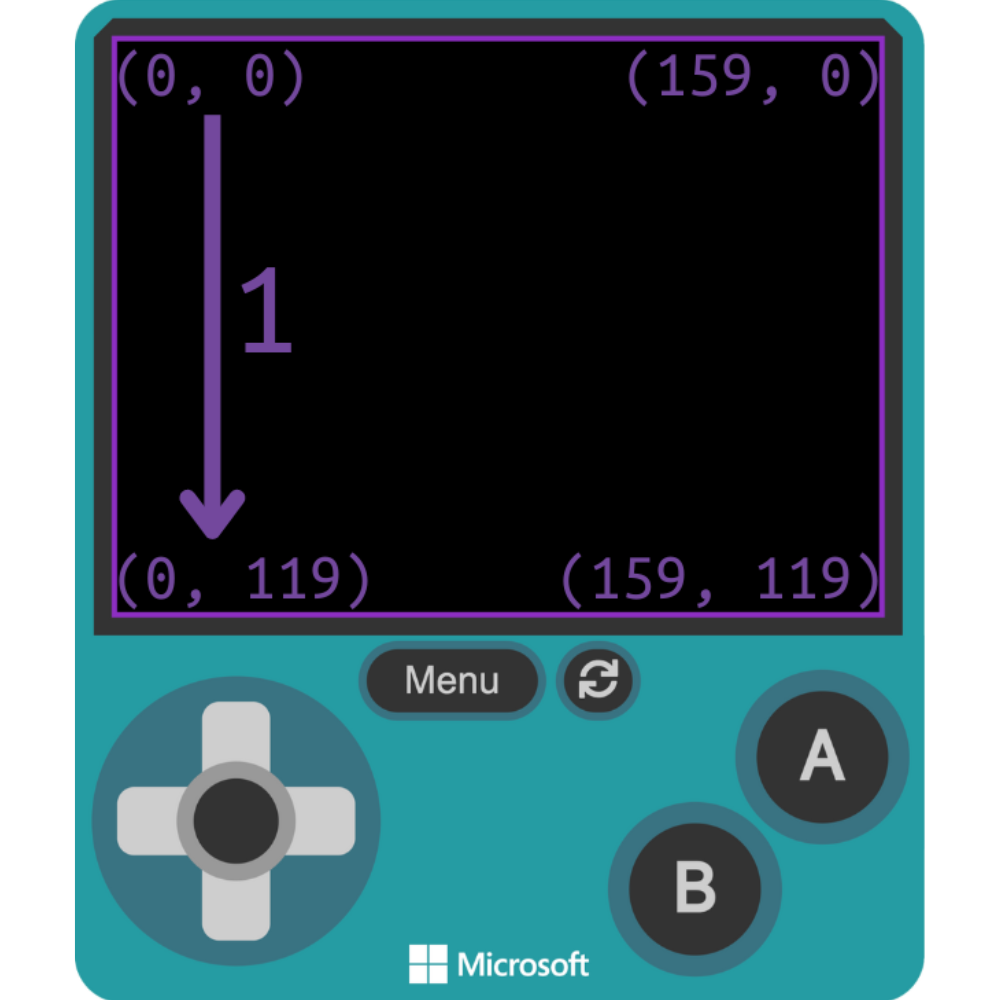 (0, 0) (159, 0)
1
(0, 119) (159, 119)
Menu
A
B
Microsoft